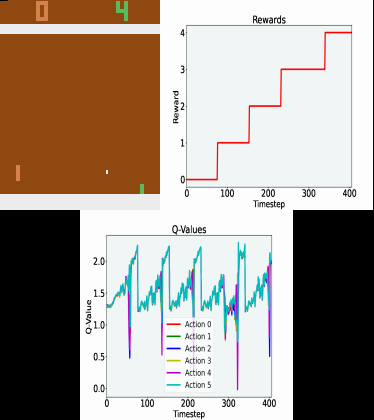 0 4
Rewards
4
3
2
1
0
Reward
0 100 200 300 400
Timestep
Q-Values
2.0
1.5
1.0
0.5
0.0
Q-Value
Action 0
Action 1
Action 2
Action 3
Action 4
Action 5
0 100 200 300 400
Timestep